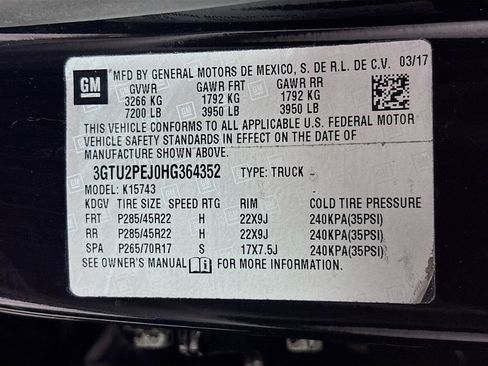 GM
MFD BY GENERAL MOTORS DE MEXICO, S. DE R.L. DE C.V. 03/17
GVWR GAWR FRT GAWR RR
3266 KG 1792 KG 1792 KG
7200 LB 3950 LB 3950 LB
THIS VEHICLE CONFORMS TO ALL APPLICABLE U.S. FEDERAL MOTOR
VEHICLE SAFETY STANDARDS IN EFFECT ON THE DATE OF
MANUFACTURE SHOWN ABOVE.
3GTU2PEJ0HG364352 TYPE: TRUCK
MODEL: K15743
KDGV TIRE SIZE SPEED RTG RIM COLD TIRE PRESSURE
FRT P285/45R22 H 22X9J 240KPA(35PSI)
RR P285/45R22 H 22X9J 240KPA(35PSI)
SPA P265/70R17 S 17X7.5J 240KPA(35PSI)
SEE OWNER'S MANUAL FOR MORE INFORMATION.